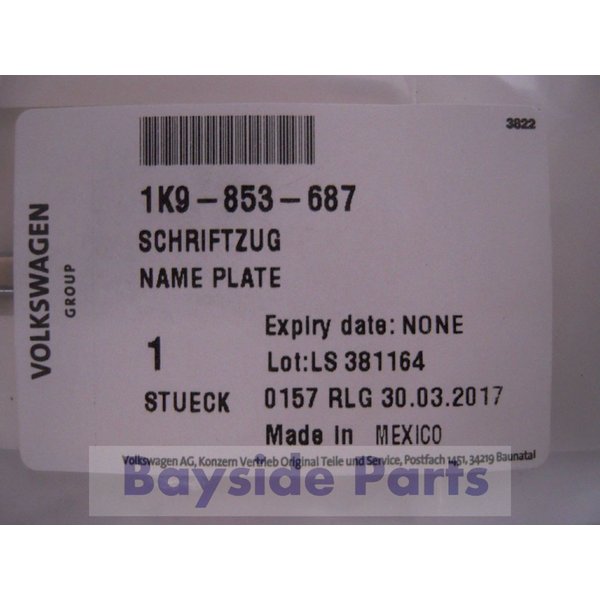 3822
1K9-853-687
SCHRIFTZUG
NAME PLATE
VOLKSWAGEN
GROUP
1
STUECK
Expiry date: NONE
Lot:LS 381164
0157 RLG 30.03.2017
Made In MEXICO
Volkswagen AG, Konzern Vertrieb Original Teile und Service, Postfach 1451, 34219 Baunatal
Bayside Parts